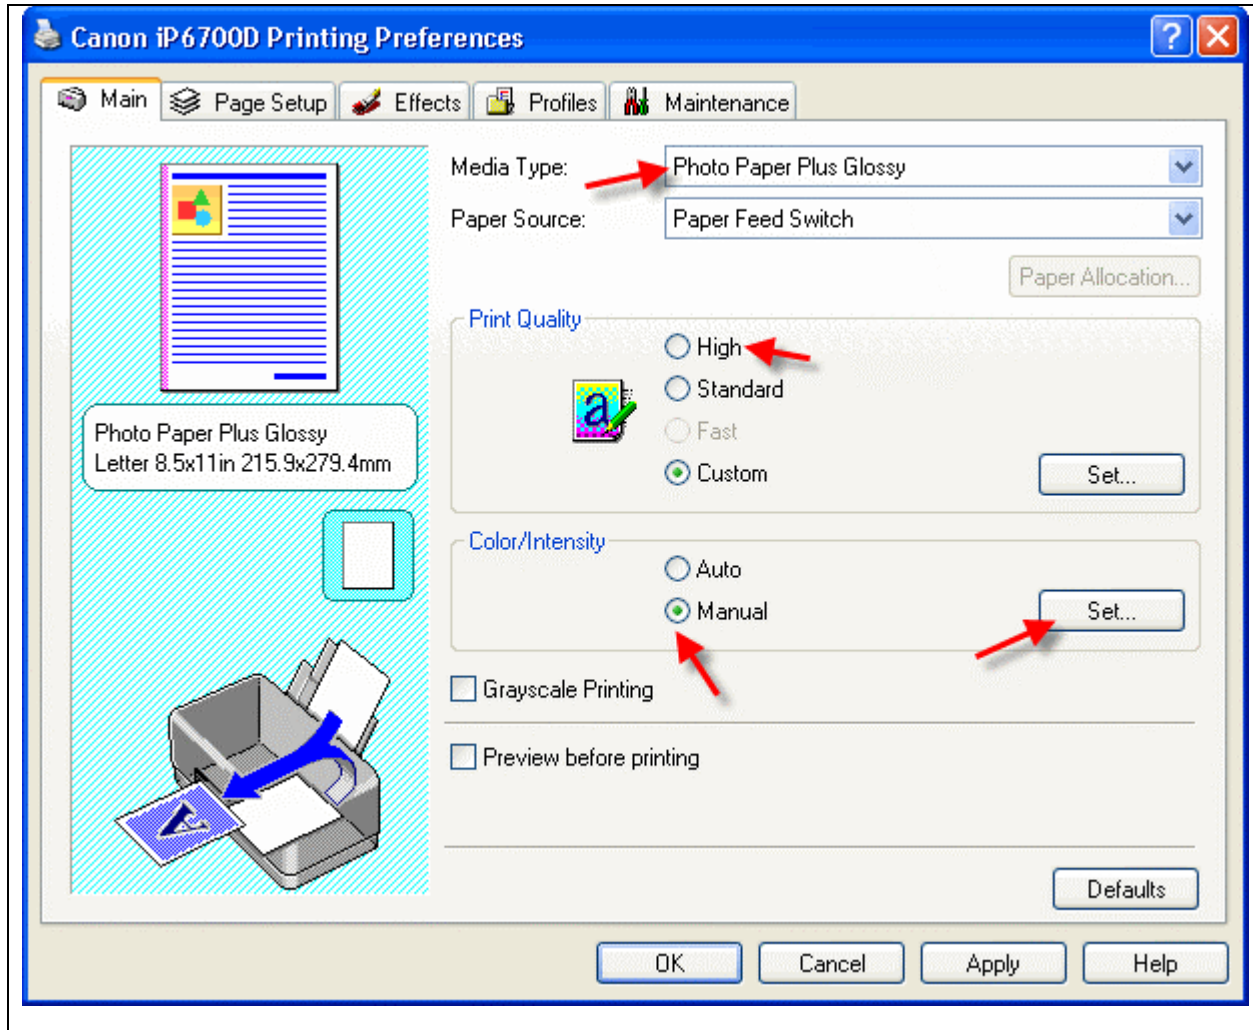 Canon iP6700D Printing Preferences
Main Page Setup Effects Profiles Maintenance
Media Type: Photo Paper Plus Glossy
Paper Source: Paper Feed Switch
Paper Allocation...
Print Quality
High
Standard
Fast
Custom Set...
Photo Paper Plus Glossy
Letter 8.5x11in 215.9x279.4mm
Color/Intensity
Auto
Manual Set...
Grayscale Printing
Preview before printing
Defaults
OK Cancel Apply Help